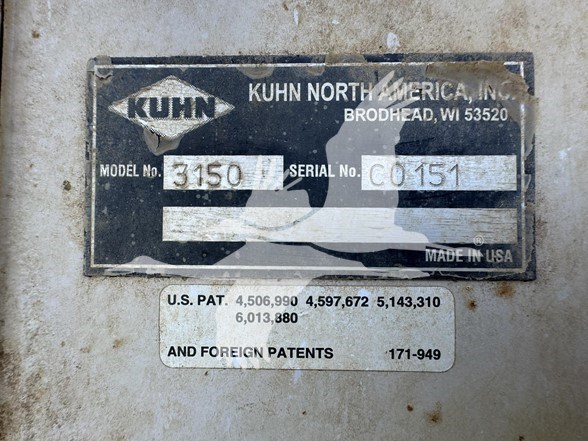 KUHN
KUHN NORTH AMERICA, INC.
BRODHEAD, WI 53520
MODEL No. 3150 SERIAL No. C0151
®
MADE IN USA
U.S. PAT. 4,506,990 4,597,672 5,143,310
6,013,880
AND FOREIGN PATENTS 171-949